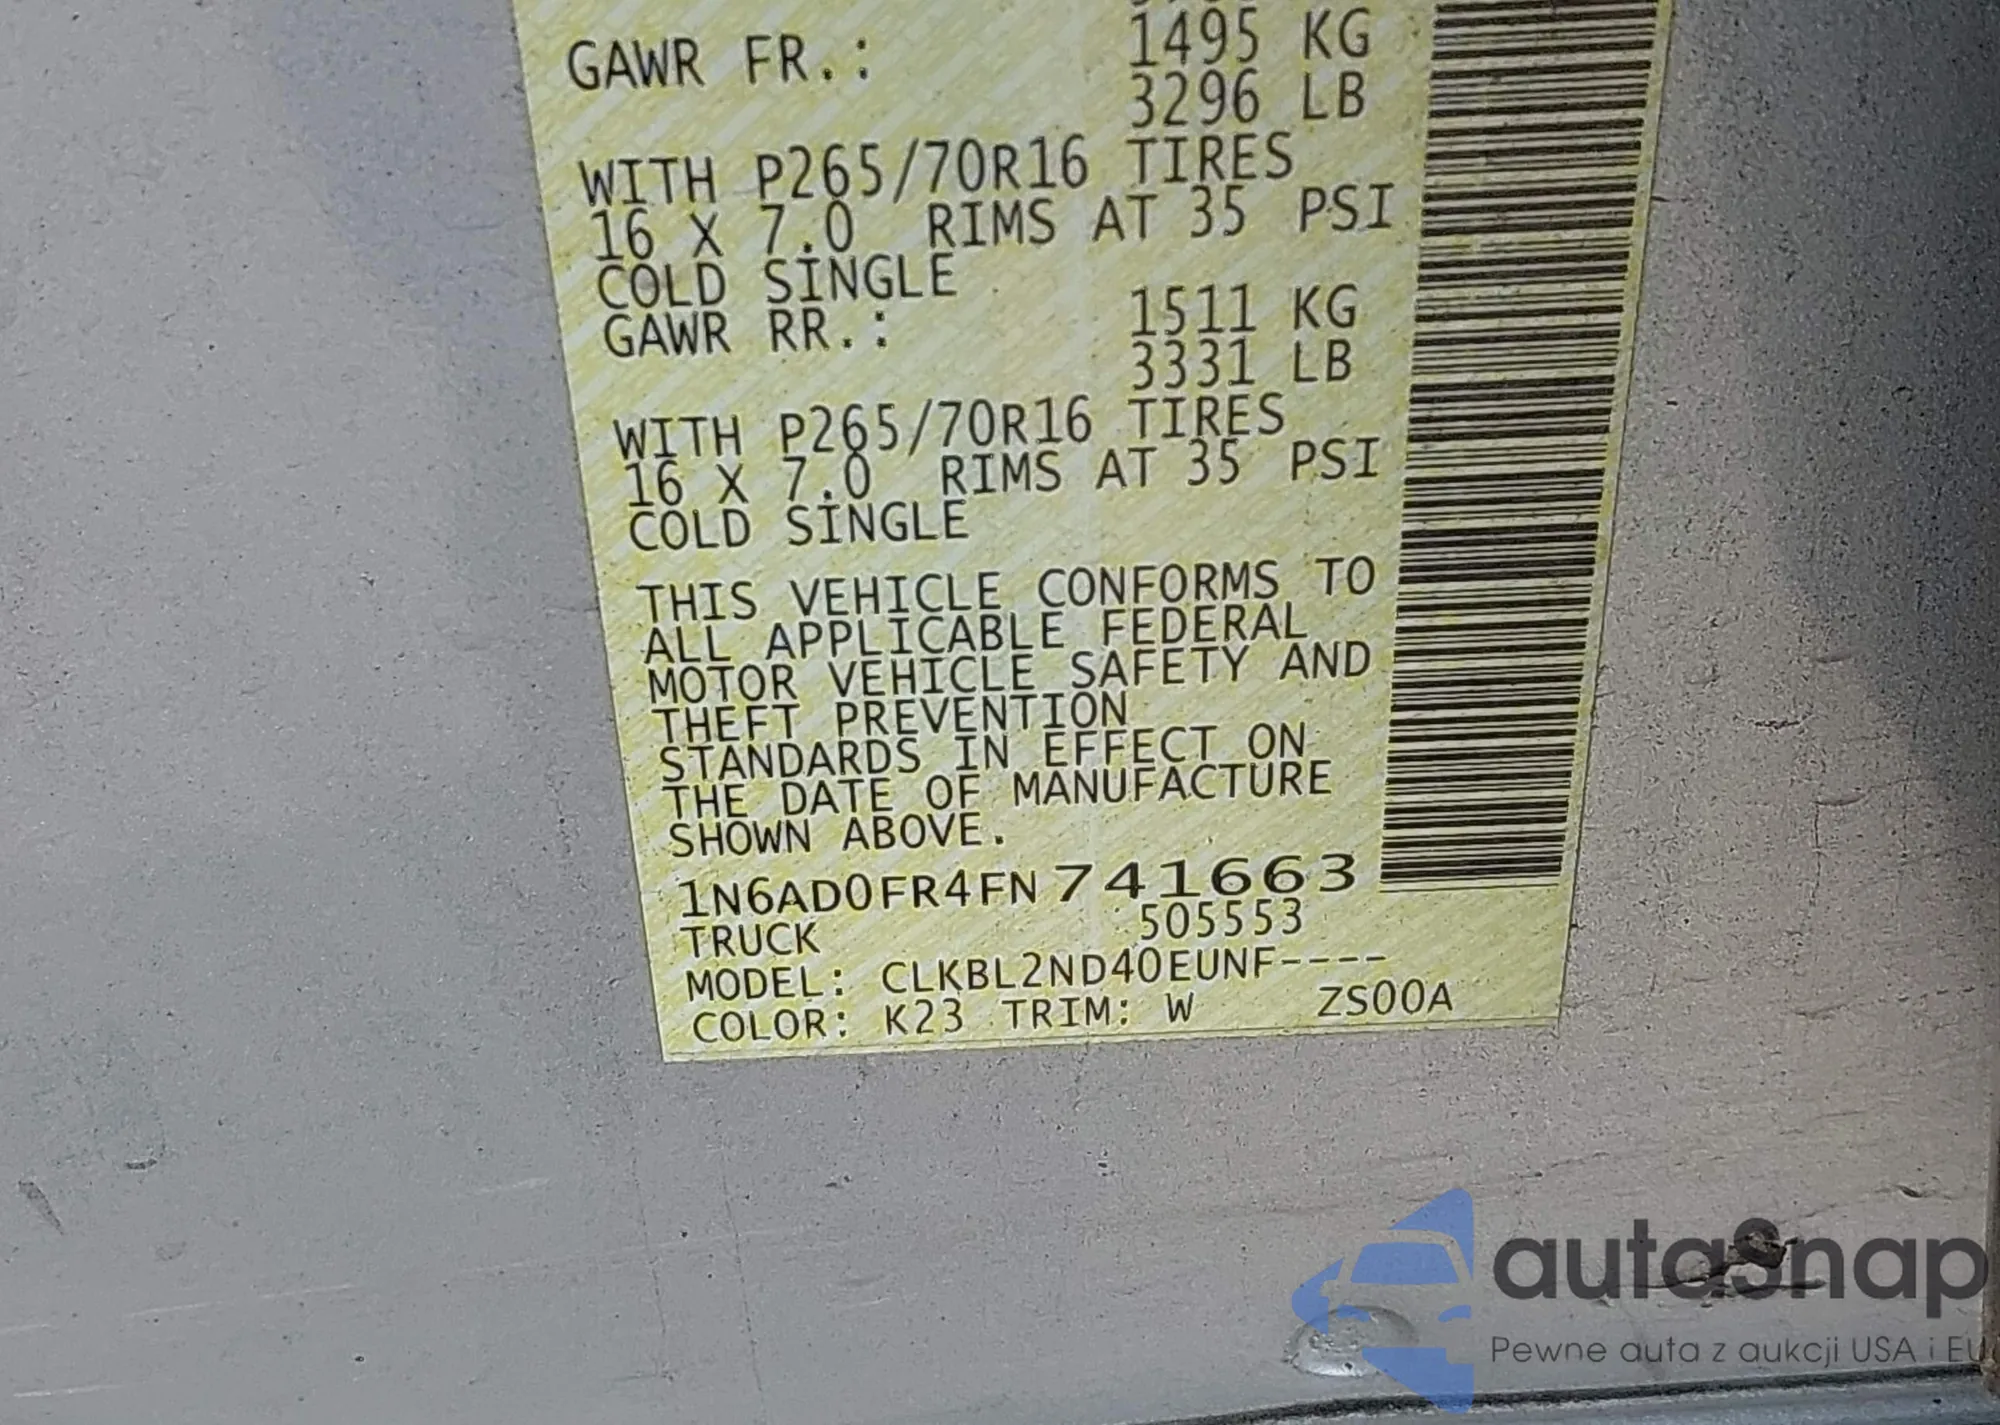 GAWR FR.: 1495 KG
3296 LB
WITH P265/70R16 TIRES
16 X 7.0 RIMS AT 35 PSI
COLD SINGLE
GAWR RR.: 1511 KG
3331 LB
WITH P265/70R16 TIRES
16 X 7.0 RIMS AT 35 PSI
COLD SINGLE
THIS VEHICLE CONFORMS TO
ALL APPLICABLE FEDERAL
MOTOR VEHICLE SAFETY AND
THEFT PREVENTION
STANDARDS IN EFFECT ON
THE DATE OF MANUFACTURE
SHOWN ABOVE.
1N6AD0FR4FN741663
TRUCK 505553
MODEL: CLKBL2ND40EUNF----
COLOR: K23 TRIM: W ZS00A
autaSnap
Pewne auta z aukcji USA i EU